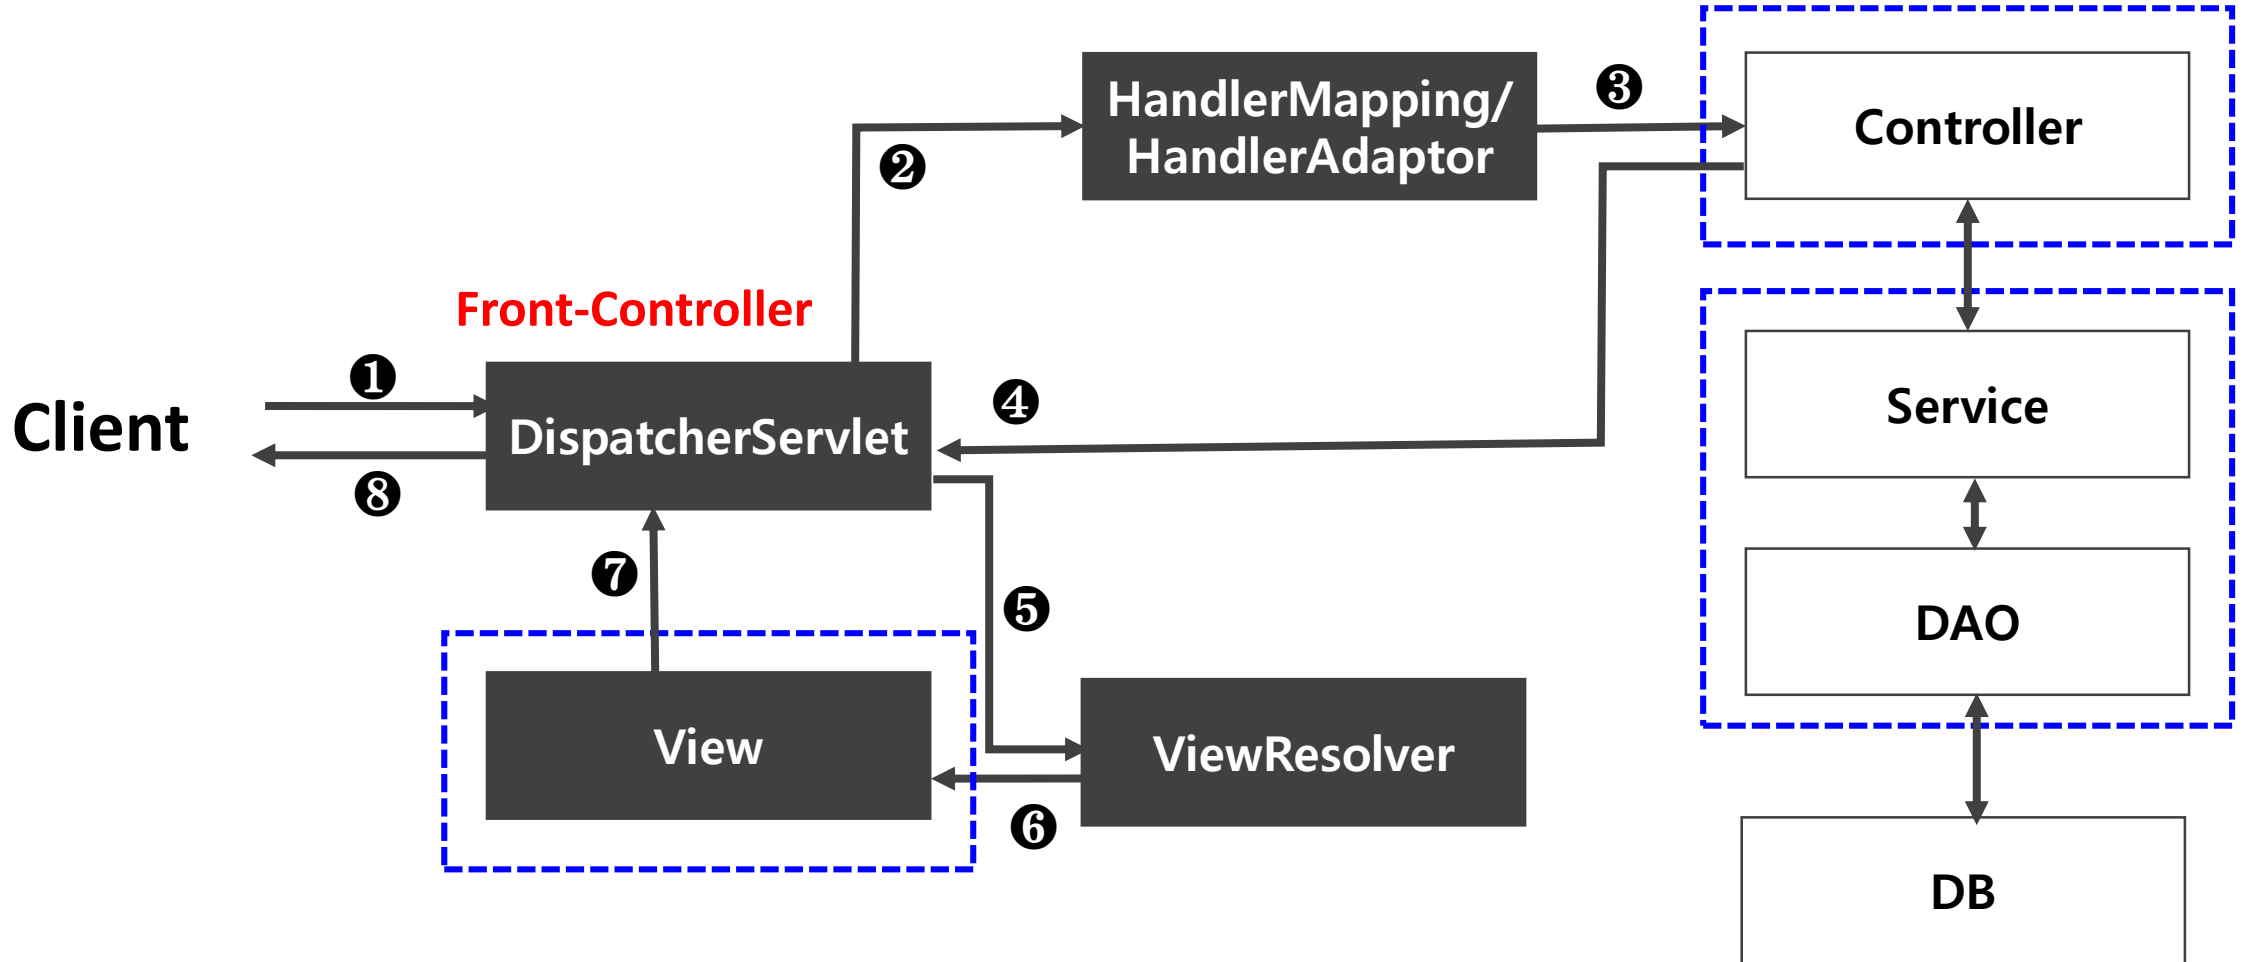 HandlerMapping/
HandlerAdaptor
❸
Controller
❷
Front-Controller
❶
Client
DispatcherServlet
❹
Service
❽
❼
❺
DAO
View
ViewResolver
❻
DB